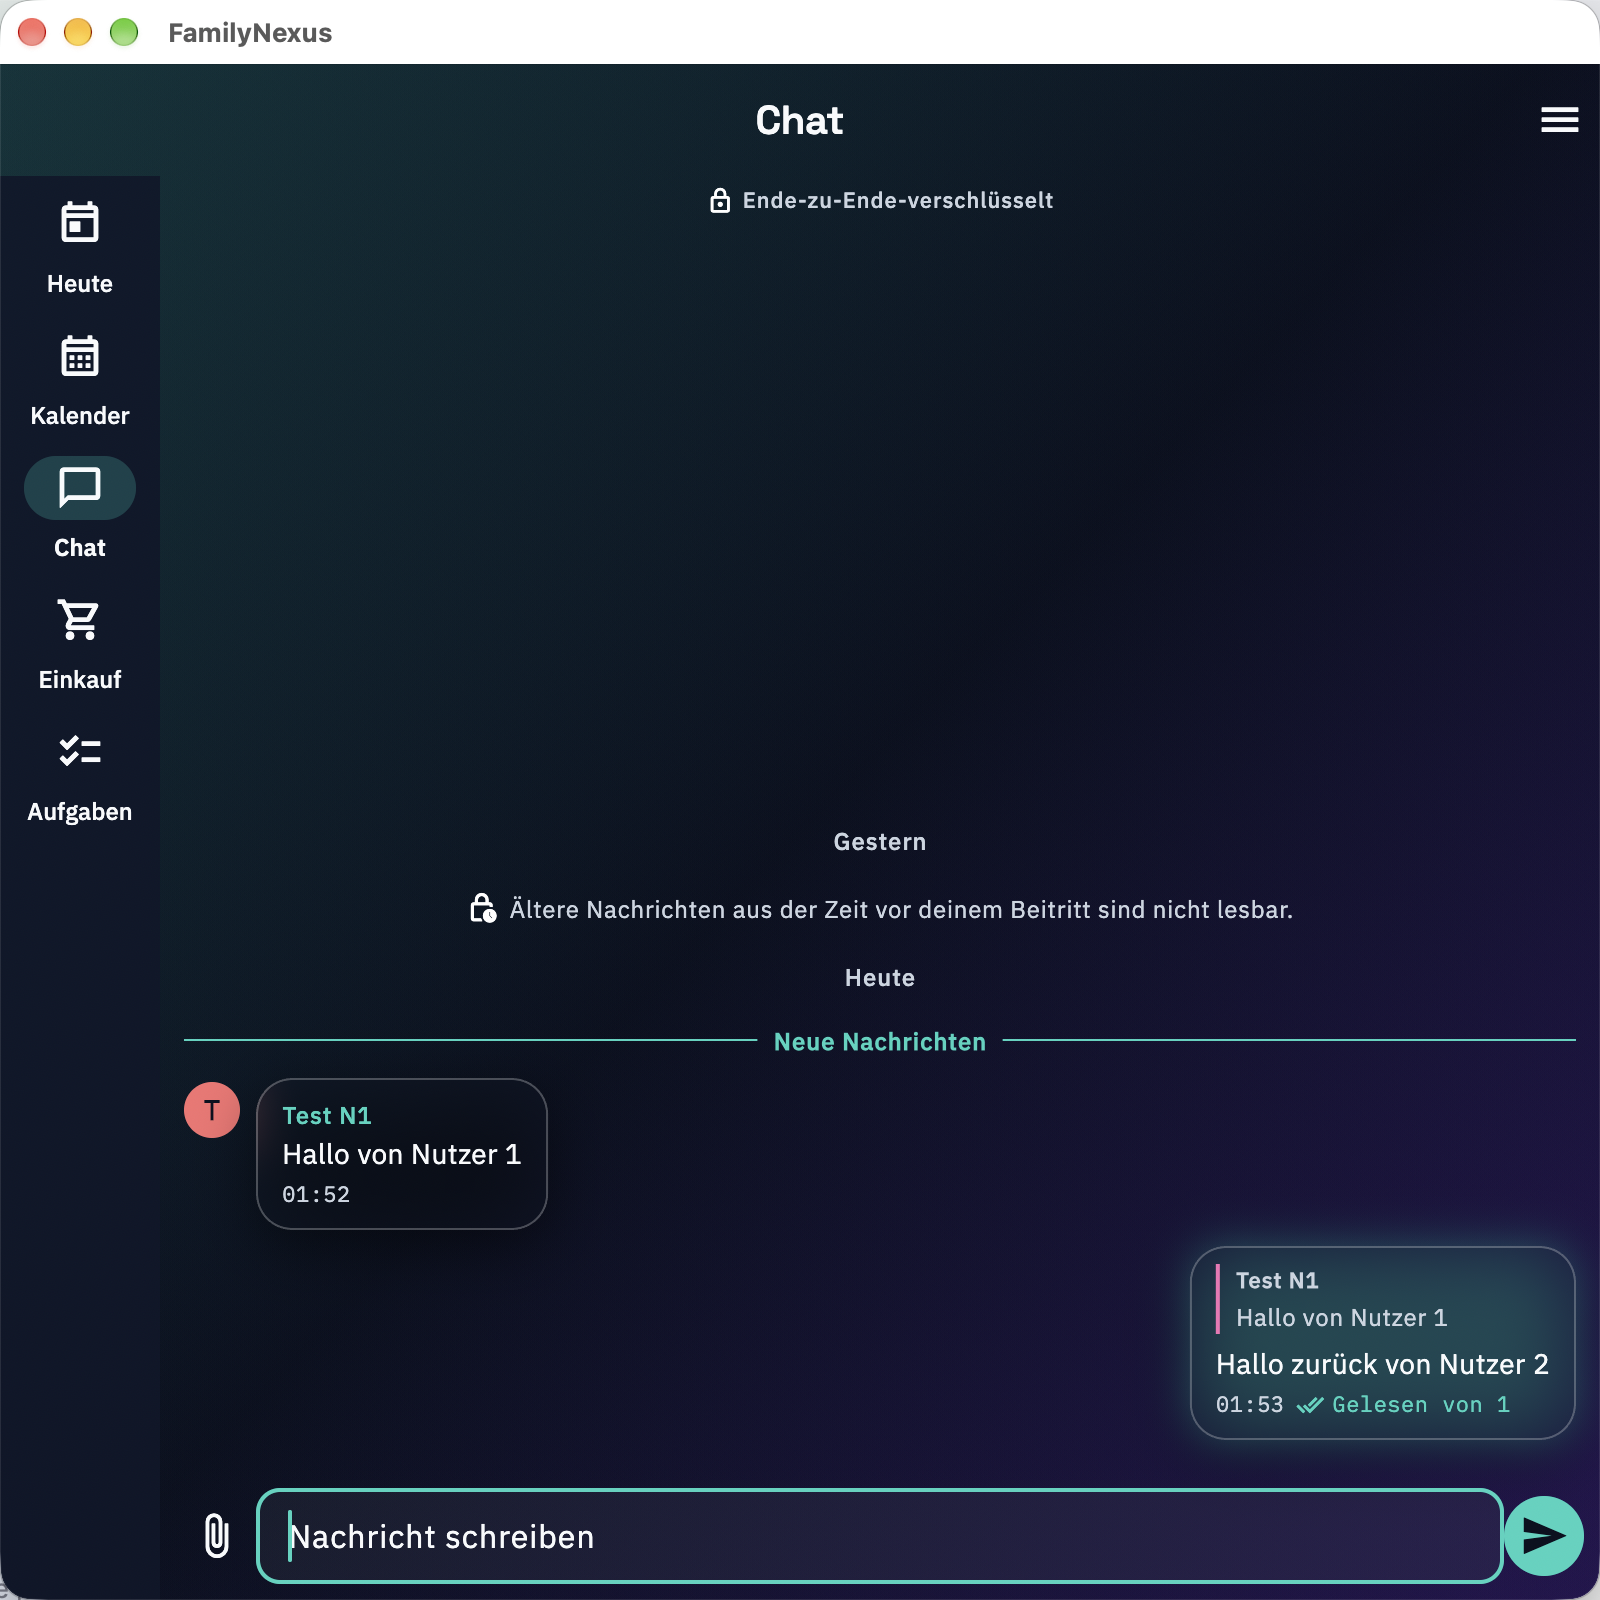 FamilyNexus
Chat
Ende-zu-Ende-verschlüsselt
Heute
Kalender
Chat
Einkauf
Aufgaben
Gestern
Ältere Nachrichten aus der Zeit vor deinem Beitritt sind nicht lesbar.
Heute
Neue Nachrichten
T
Test N1
Hallo von Nutzer 1
01:52
Test N1
Hallo von Nutzer 1
Hallo zurück von Nutzer 2
01:53 Gelesen von 1
Nachricht schreiben